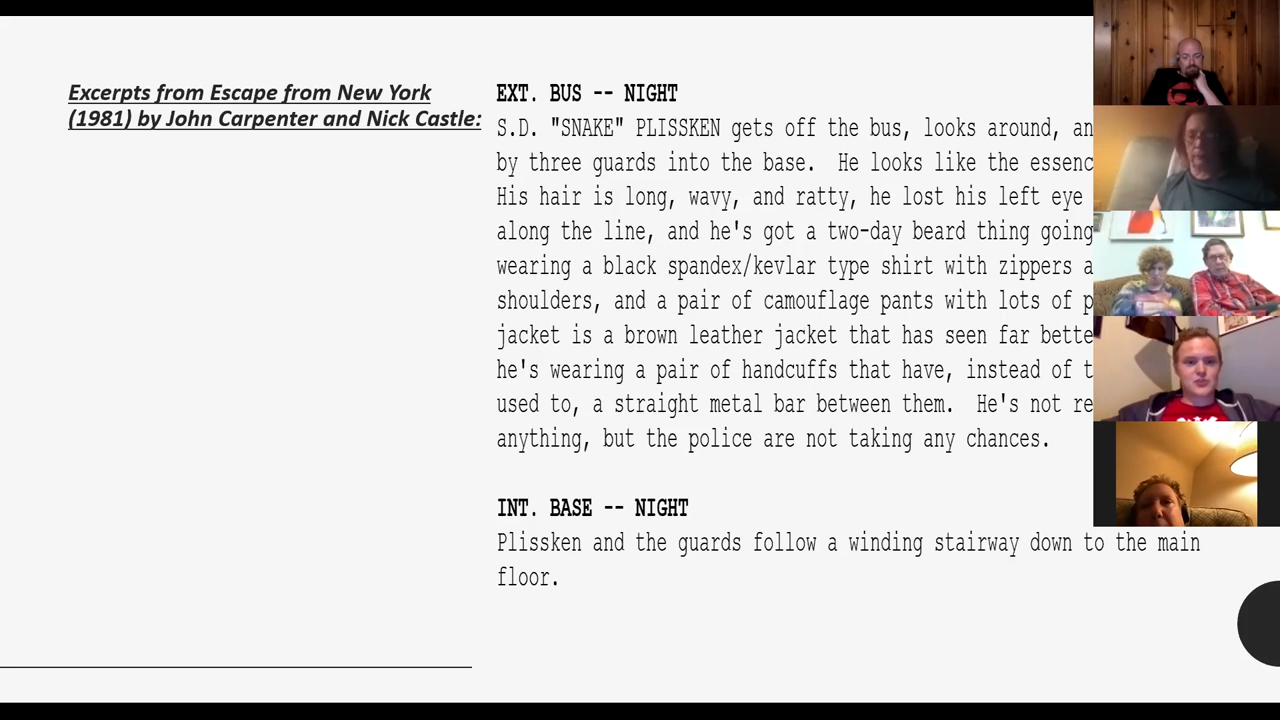 Excerpts from Escape from New York
(1981) by John Carpenter and Nick Castle:
EXT. BUS -- NIGHT
S.D. "SNAKE" PLISSKEN gets off the bus, looks around, an
by three guards into the base. He looks like the essenc
His hair is long, wavy, and ratty, he lost his left eye
along the line, and he's got a two-day beard thing going
wearing a black spandex/kevlar type shirt with zippers a
shoulders, and a pair of camouflage pants with lots of p
jacket is a brown leather jacket that has seen far bette
he's wearing a pair of handcuffs that have, instead of t
used to, a straight metal bar between them. He's not re
anything, but the police are not taking any chances.
INT. BASE -- NIGHT
Plissken and the guards follow a winding stairway down to the main
floor.